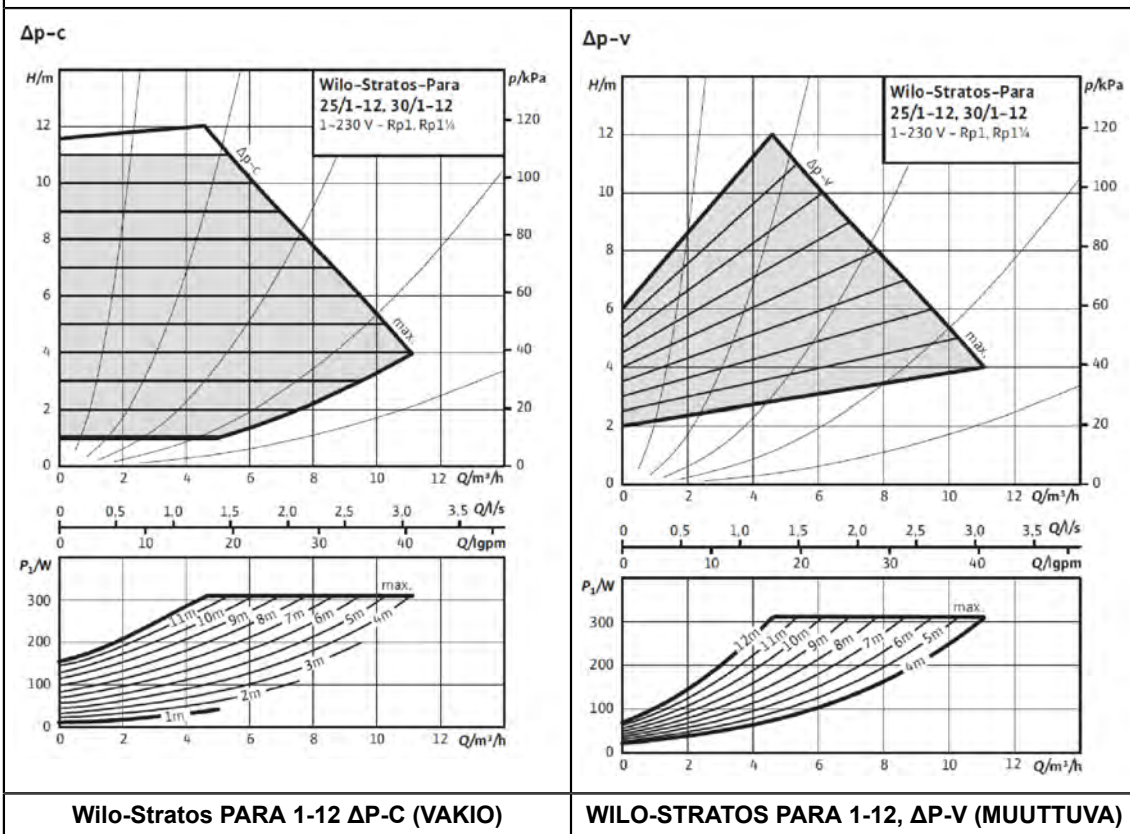 Δp-c
H/m
p/kPa
Wilo-Stratos-Para
25/1-12, 30/1-12
1~230 V - Rp1, Rp1¼
12
10
8
6
4
2
0
120
100
80
60
40
20
0
Δp-c
max.
0 2 4 6 8 10 12 Q/m³/h
0 0.5 1.0 1.5 2.0 2.5 3.0 3.5 Q/l/s
0 10 20 30 40 Q/Igpm
P₁/W
300
200
100
0
max.
11m 10m 9m 8m 7m 6m 5m 4m
3m
2m
1m
0 2 4 6 8 10 12 Q/m³/h
Wilo-Stratos PARA 1-12 ΔP-C (VAKIO)
Δp-v
H/m
p/kPa
Wilo-Stratos-Para
25/1-12, 30/1-12
1~230 V - Rp1, Rp1¼
12
10
8
6
4
2
0
120
100
80
60
40
20
0
Δp-v
max.
0 2 4 6 8 10 12 Q/m³/h
0 0.5 1.0 1.5 2.0 2.5 3.0 3.5 Q/l/s
0 10 20 30 40 Q/Igpm
P₁/W
300
200
100
0
max.
12m 11m 10m 9m 8m 7m 6m 5m
4m
0 2 4 6 8 10 12 Q/m³/h
WILO-STRATOS PARA 1-12, ΔP-V (MUUTTUVA)